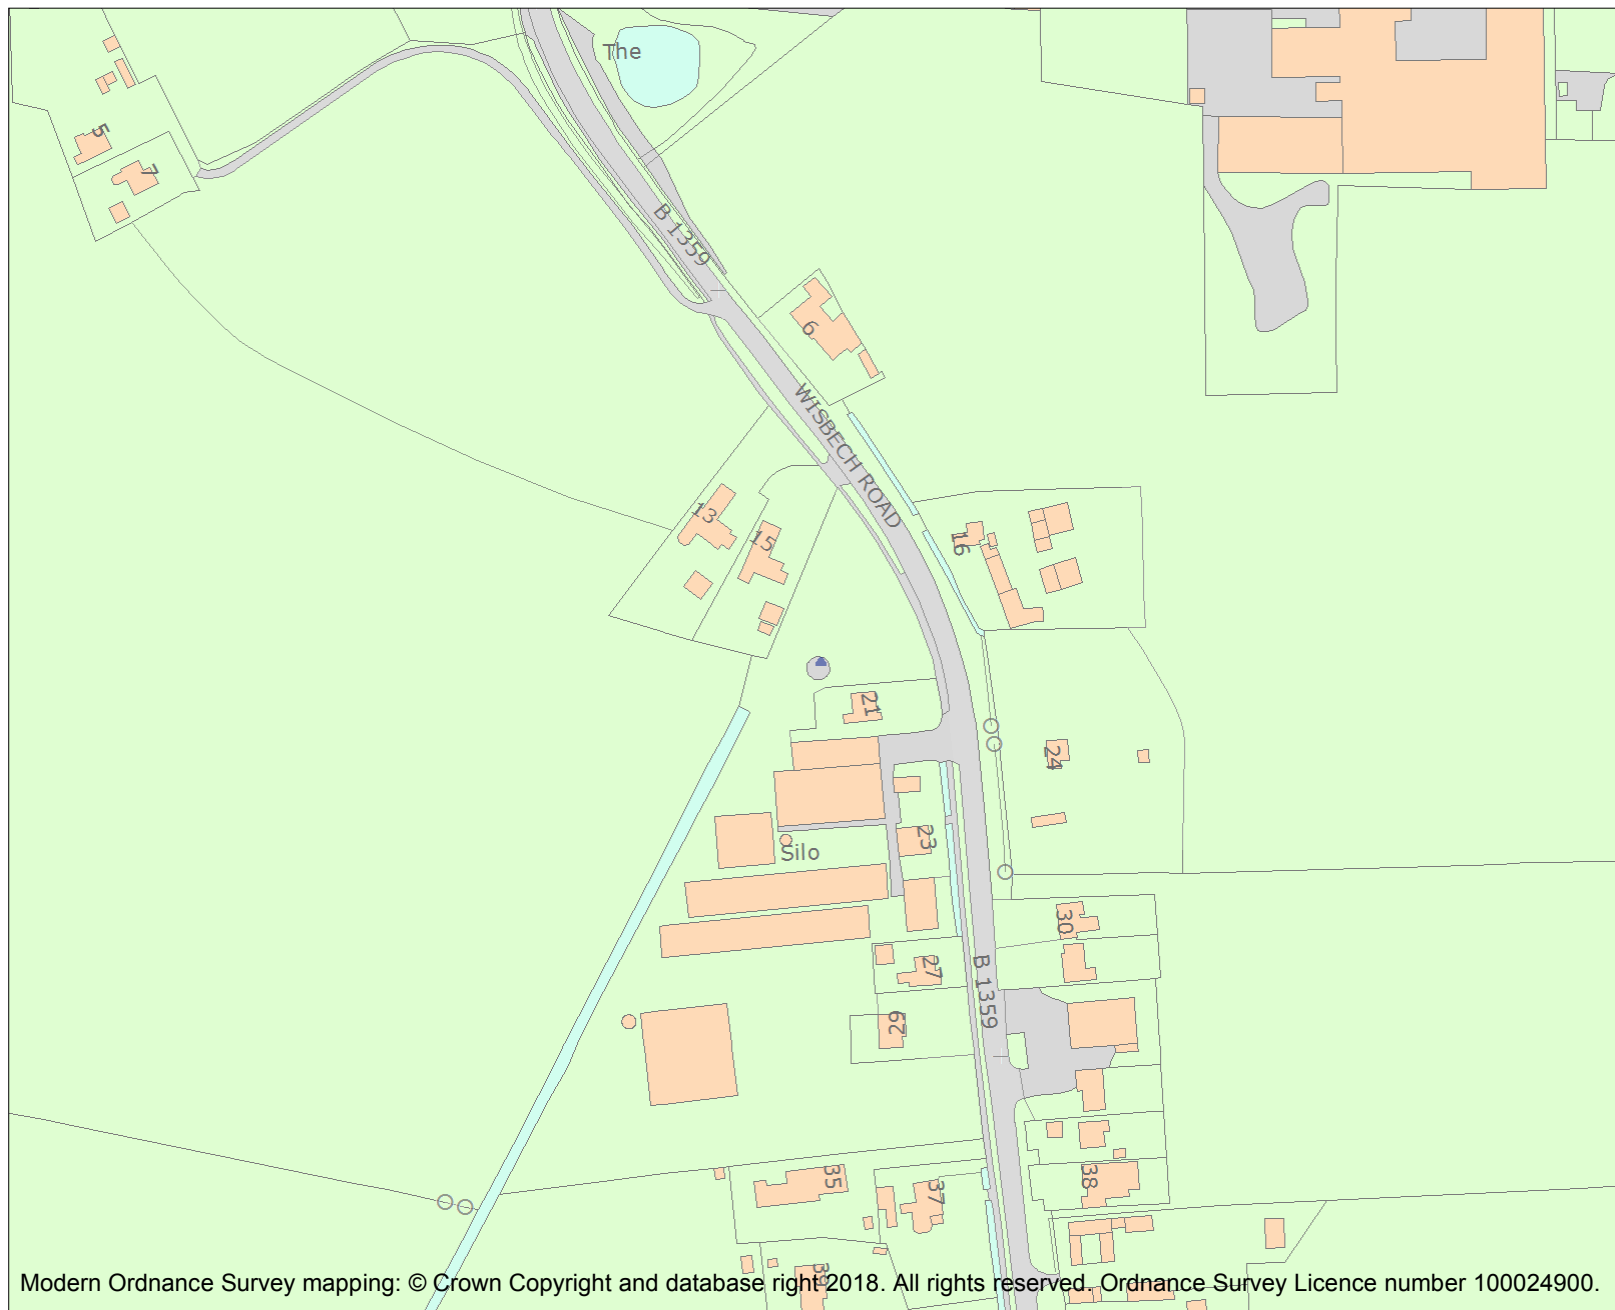 The
5
7
B 1359
6
WISBECH ROAD
13
15
16
21
24
23
Silo
30
27
B 1359
29
35
38
37
39
Modern Ordnance Survey mapping: © Crown Copyright and database right 2018. All rights reserved. Ordnance Survey Licence number 100024900.